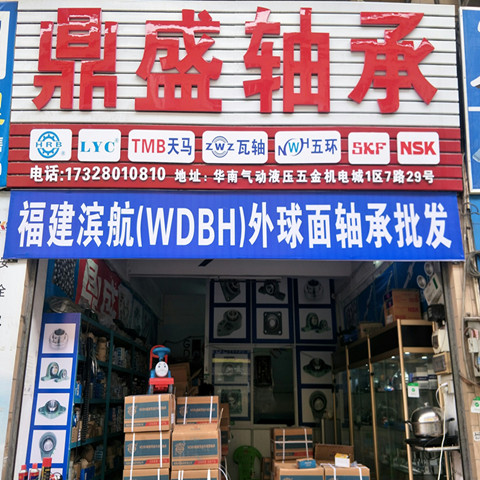 鼎盛轴承
HRB LYC TMB天马 ZWZ瓦轴 NWH五环 SKF NSK
电话:17328010810 地址: 华南气动液压五金机电城1区7路29号
福建滨航(WDBH)外球面轴承批发
鼎盛